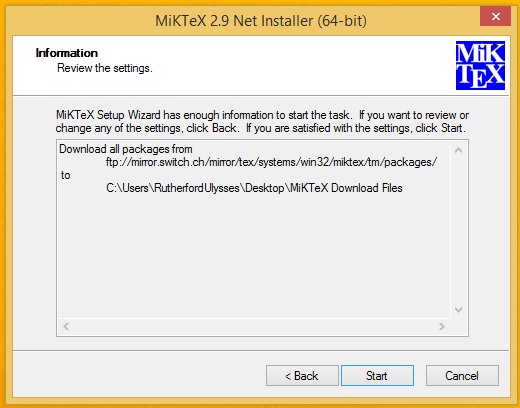 MiKTeX 2.9 Net Installer (64-bit)
Information
Review the settings.
MiK
TEX
MiKTeX Setup Wizard has enough information to start the task. If you want to review or
change any of the settings, click Back. If you are satisfied with the settings, click Start.
Download all packages from
ftp://mirror.switch.ch/mirror/tex/systems/win32/miktex/tm/packages/
to
C:\Users\RutherfordUlysses\Desktop\MiKTeX Download Files
< Back
Start
Cancel